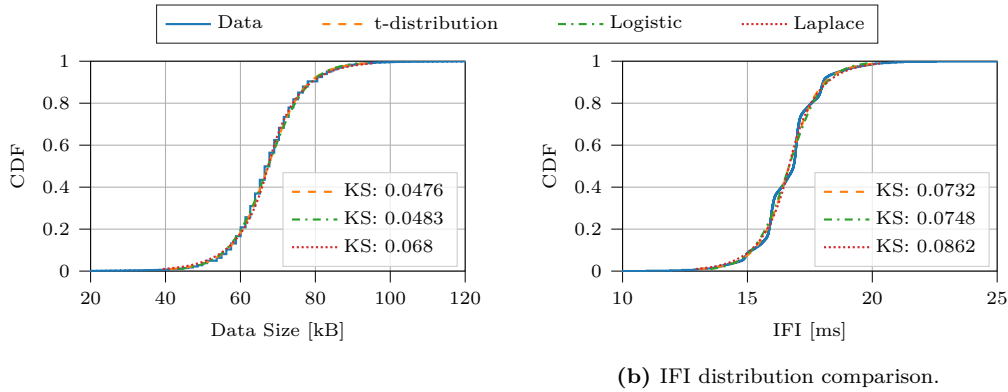 Data t-distribution Logistic Laplace
1
0.8
0.6
0.4
0.2
0
CDF
KS: 0.0476
KS: 0.0483
KS: 0.068
20 40 60 80 100 120
Data Size [kB]
1
0.8
0.6
0.4
0.2
0
CDF
KS: 0.0732
KS: 0.0748
KS: 0.0862
10 15 20 25
IFI [ms]
(b) IFI distribution comparison.